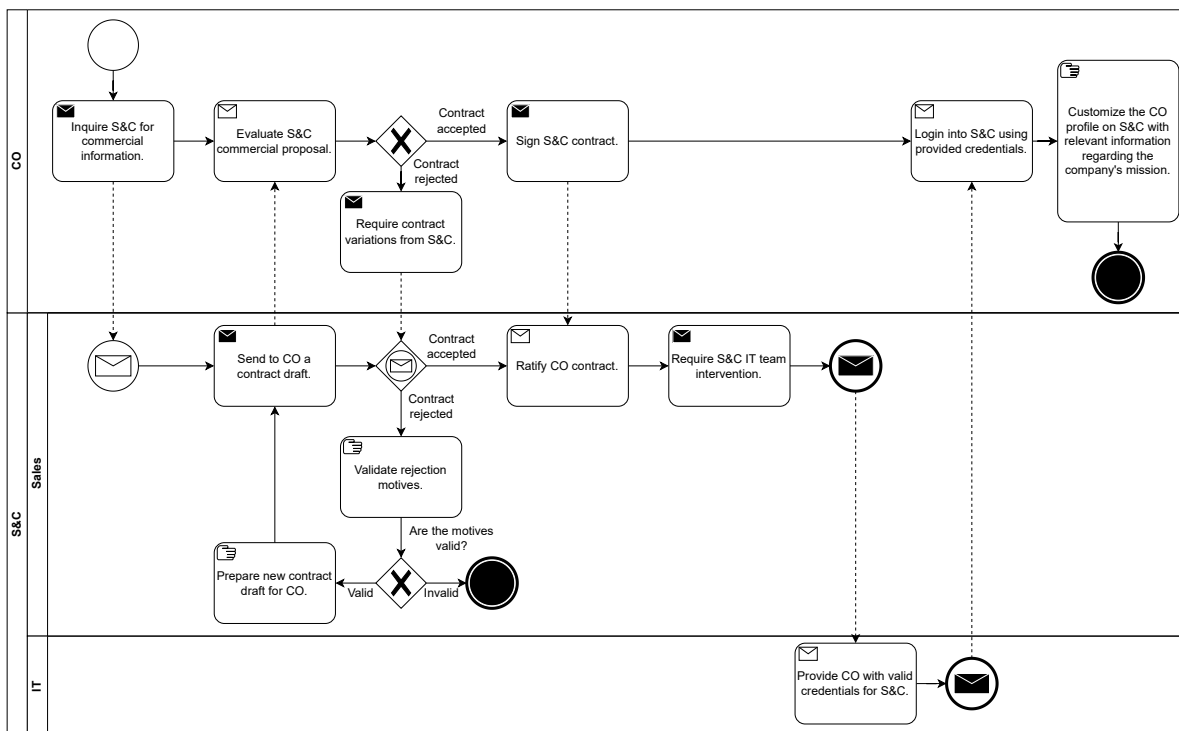 CO
Inquire S&C for
commercial
information.
Evaluate S&C
commercial proposal.
Contract
accepted
Contract
rejected
Sign S&C contract.
Require contract
variations from S&C.
Login into S&C using
provided credentials.
Customize the CO
profile on S&C with
relevant information
regarding the
company's mission.
S&C
Sales
Send to CO a
contract draft.
Contract
accepted
Contract
rejected
Ratify CO contract.
Require S&C IT team
intervention.
Validate rejection
motives.
Are the motives
valid?
Prepare new contract
draft for CO.
Valid
Invalid
IT
Provide CO with valid
credentials for S&C.